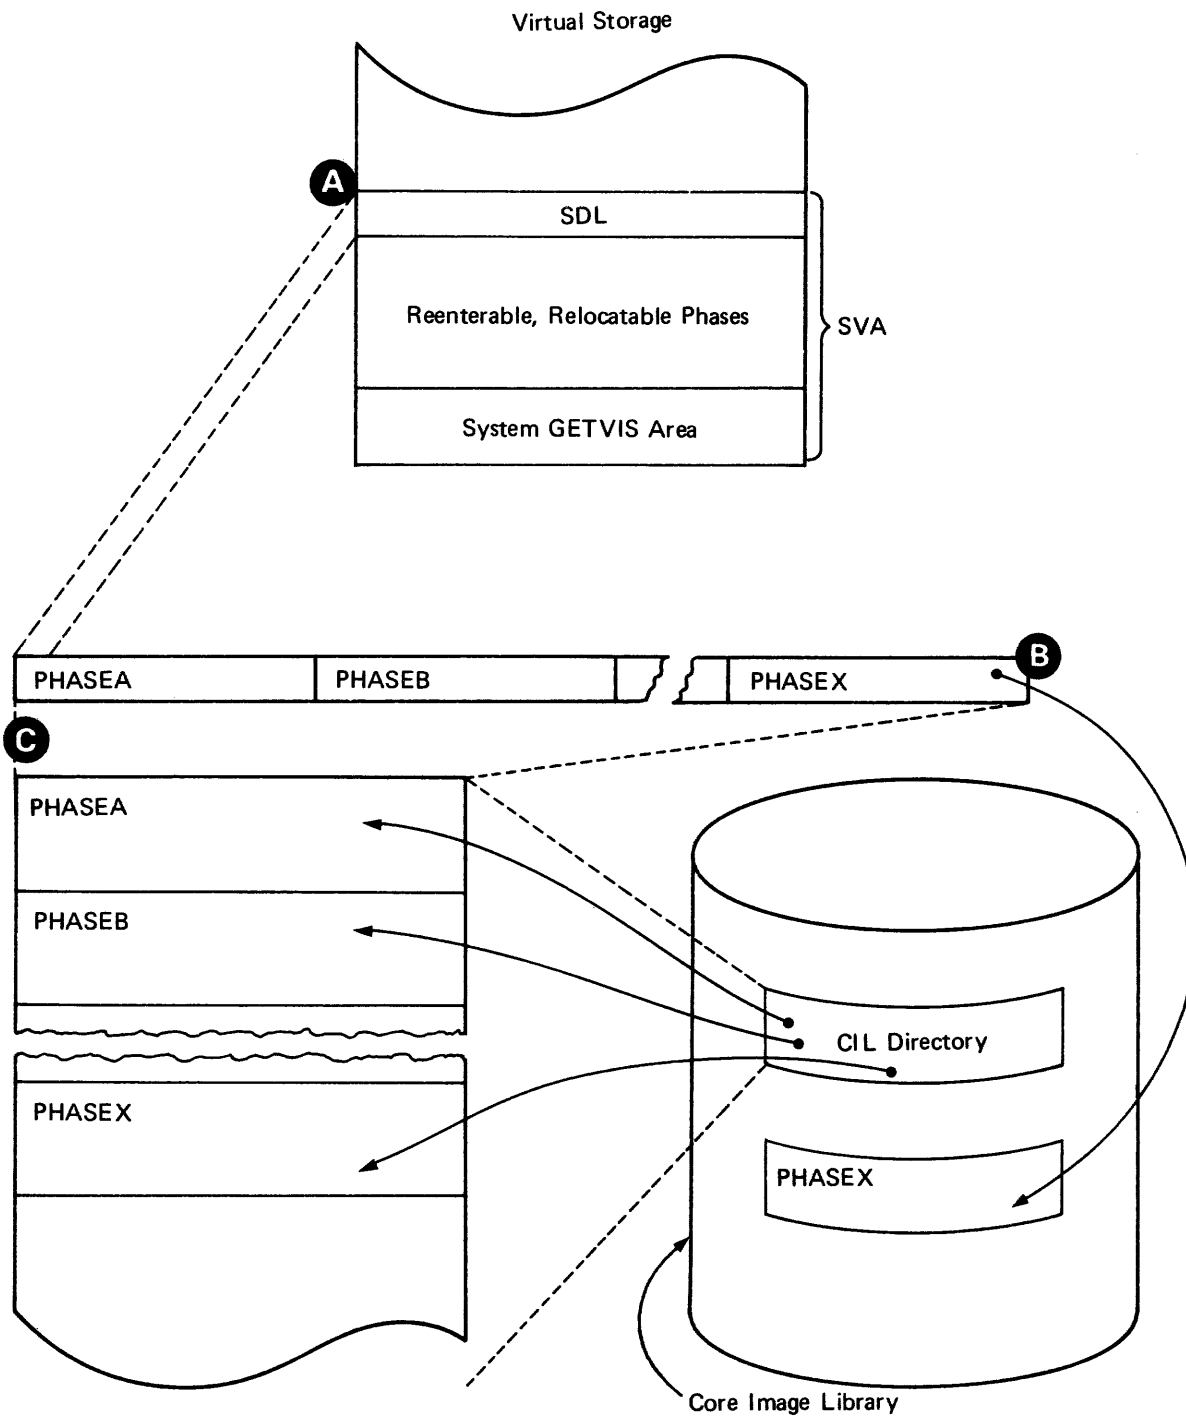 Virtual Storage
A
SDL
Reenterable, Relocatable Phases
SVA
System GETVIS Area
B
PHASEA
PHASEB
PHASEX
C
PHASEA
PHASEB
CIL Directory
PHASEX
PHASEX
Core Image Library